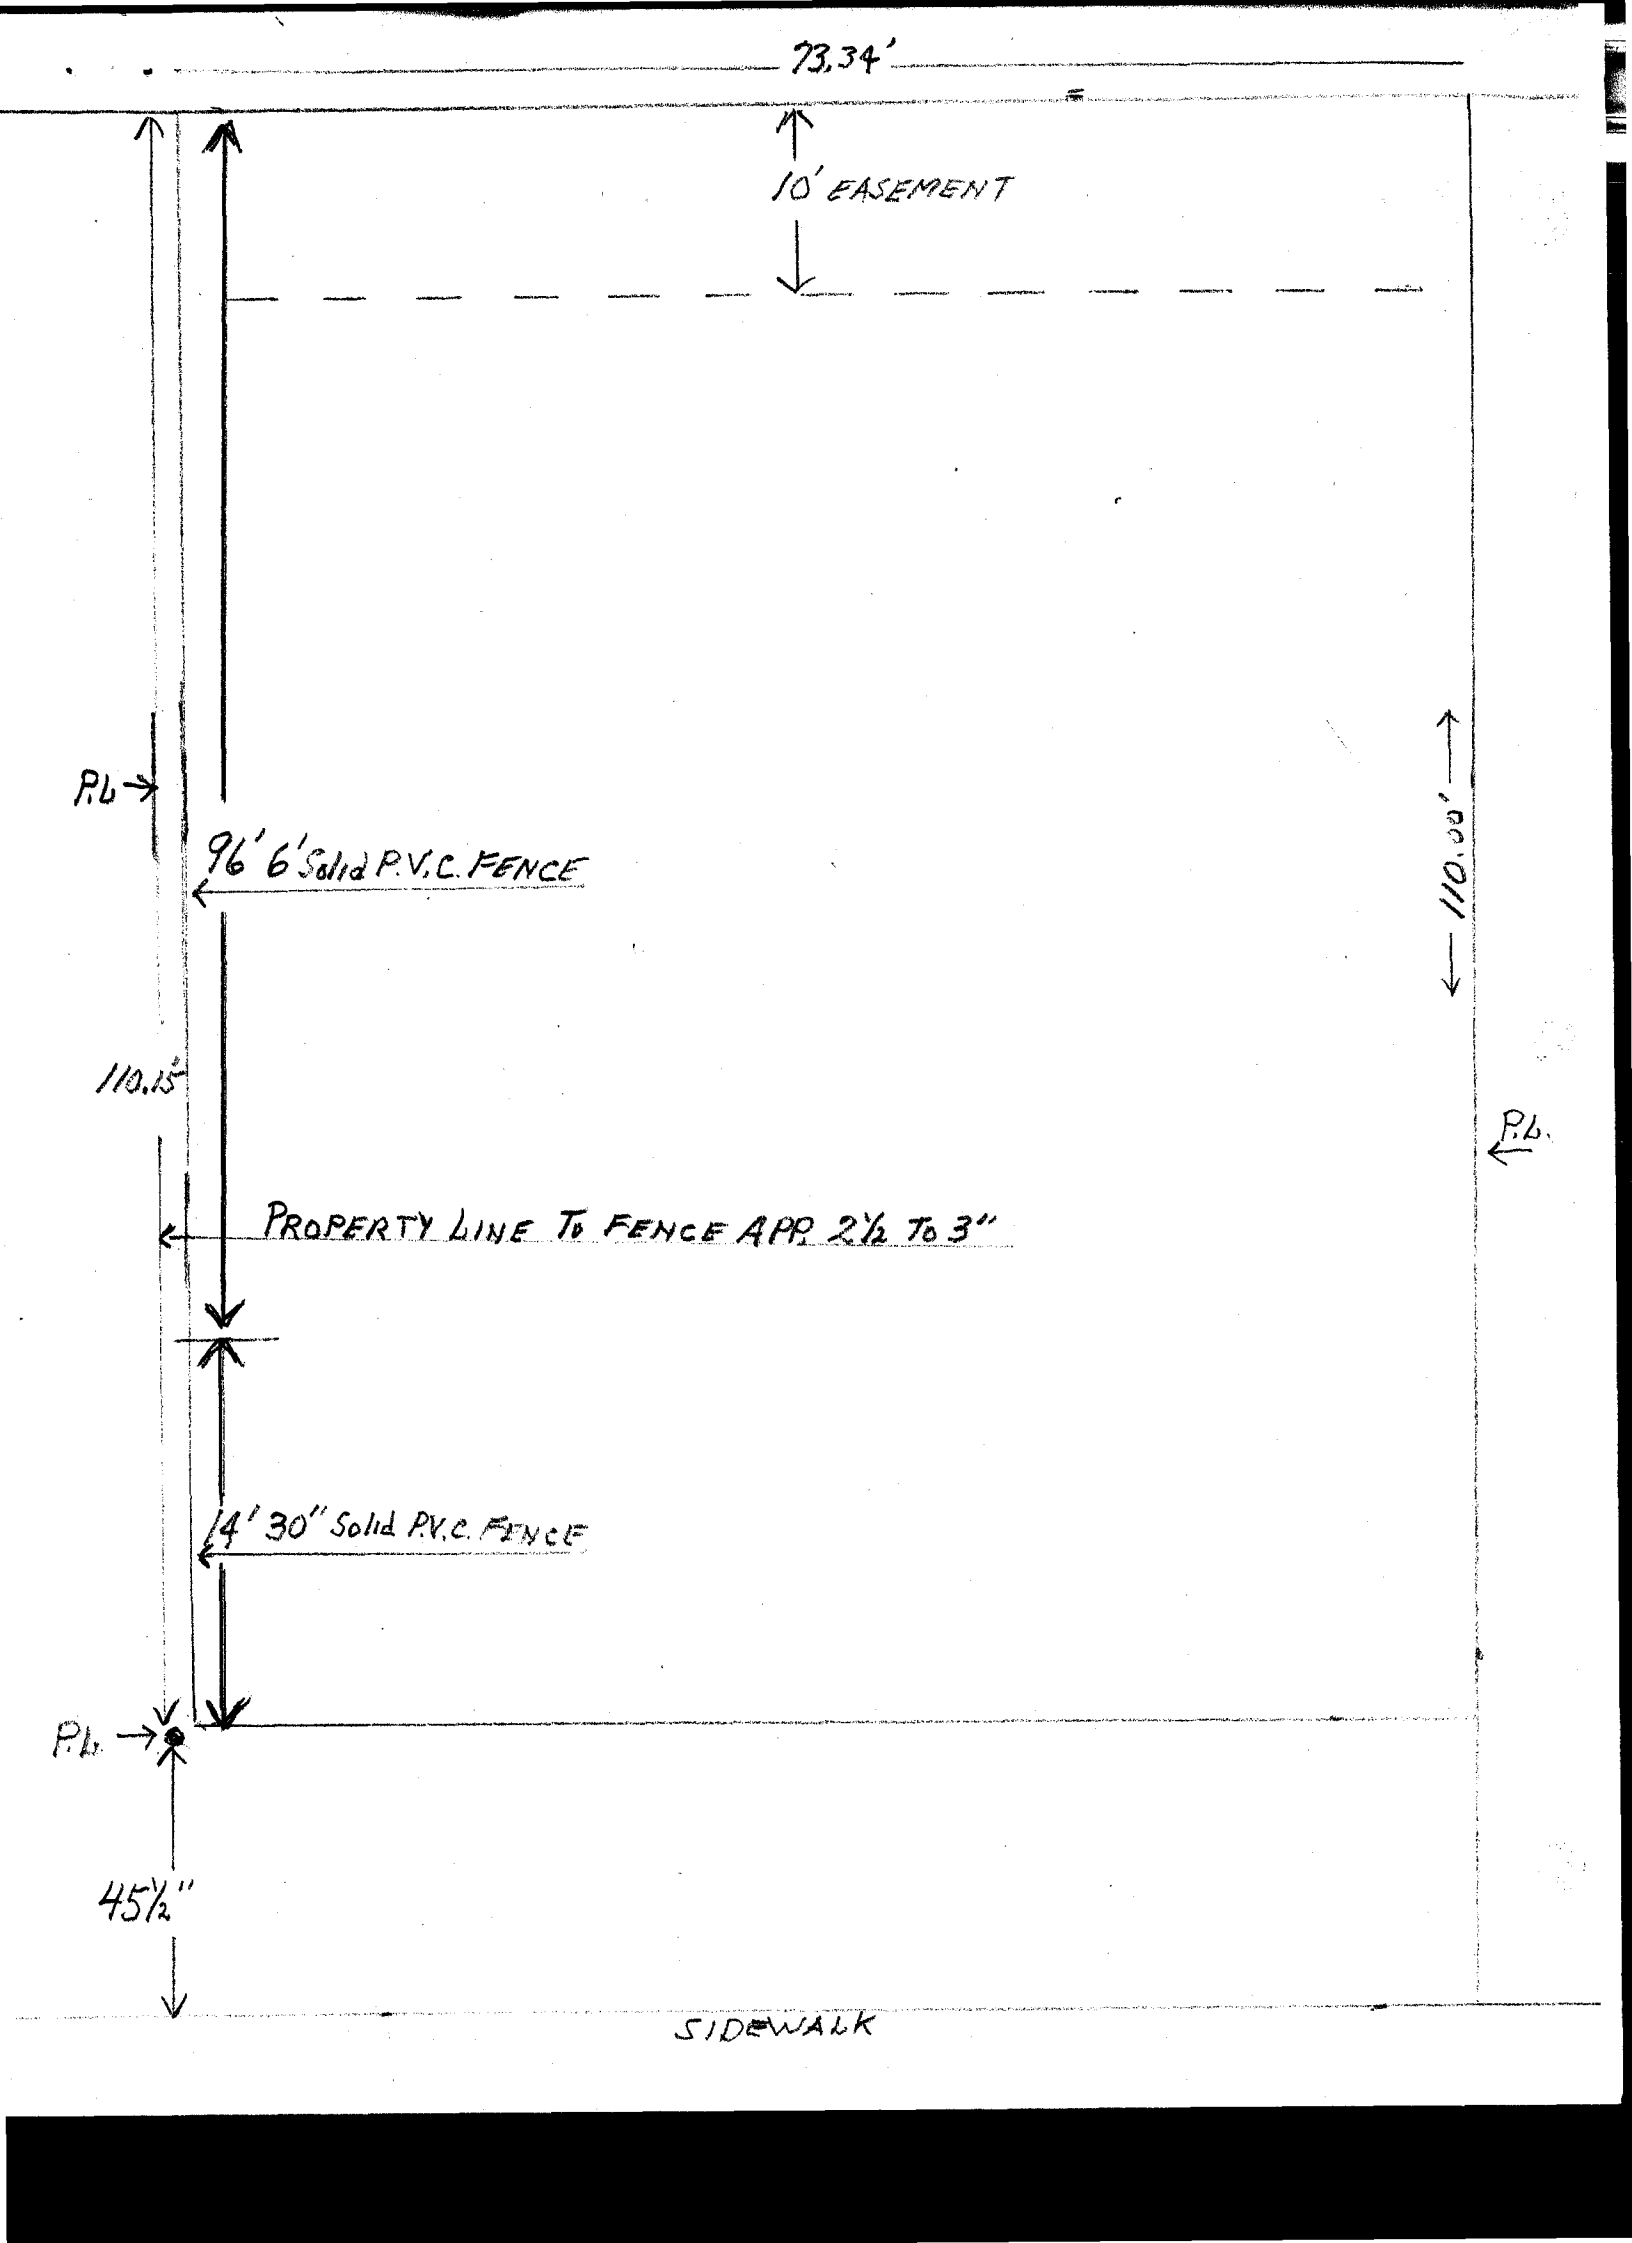 73.34'
10' EASEMENT
P.L
96' 6' Solid P.V.C. FENCE
110.00'
110.15'
P.L.
PROPERTY LINE TO FENCE APP. 2½ TO 3"
14' 30" Solid P.V.C. FENCE
P.L.
45½"
SIDEWALK